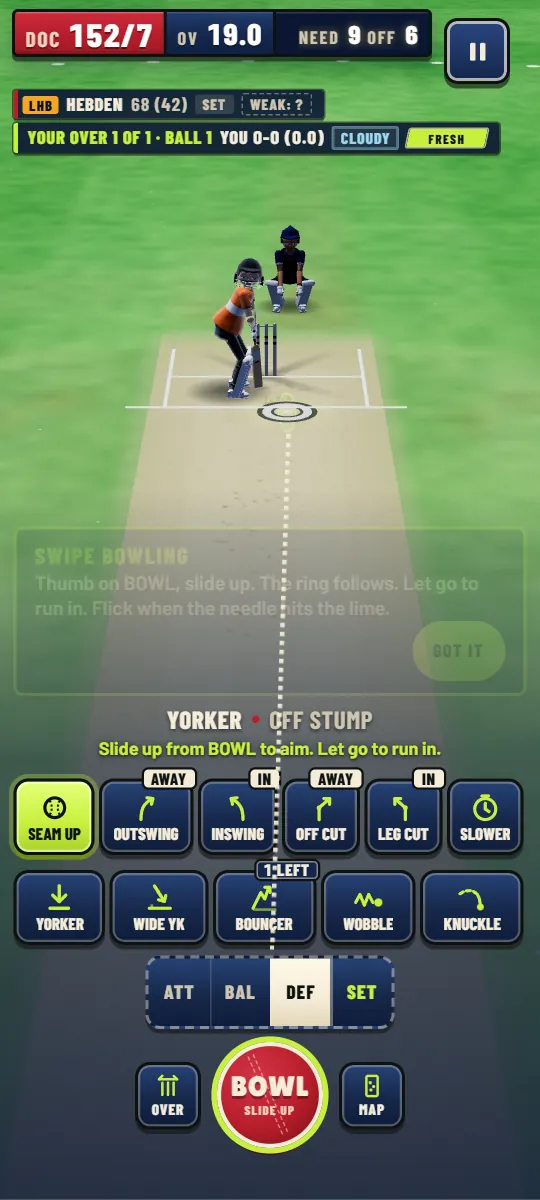 DOC 152/7 OV 19.0 NEED 9 OFF 6
LHB HEBDEN 68 (42) SET WEAK: ?
YOUR OVER 1 OF 1 · BALL 1 YOU 0-0 (0.0) CLOUDY FRESH
SWIPE BOWLING
Thumb on BOWL, slide up. The ring follows. Let go to
run in. Flick when the needle hits the lime.
GOT IT
YORKER • OFF STUMP
Slide up from BOWL to aim. Let go to run in.
AWAY IN AWAY IN
SEAM UP OUTSWING INSWING OFF CUT LEG CUT SLOWER
1 LEFT
YORKER WIDE YK BOUNCER WOBBLE KNUCKLE
ATT BAL DEF SET
BOWL
SLIDE UP
OVER MAP